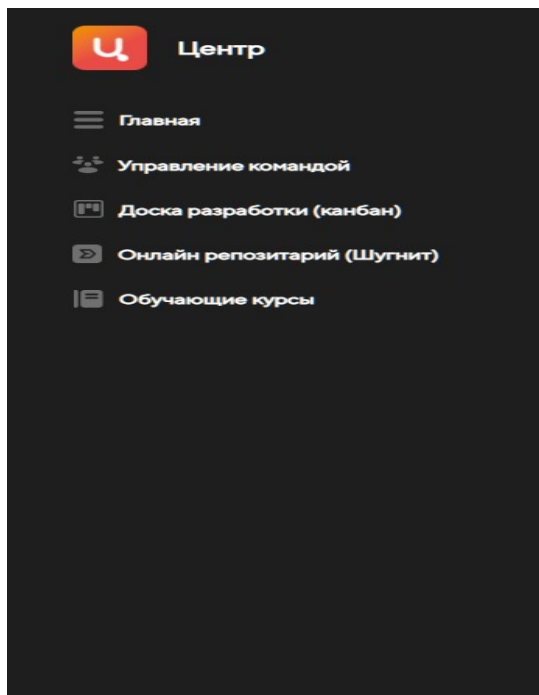 ц Центр
Главная
Управление командой
Доска разработки (канбан)
Онлайн репозитарий (Шугнит)
Обучающие курсы